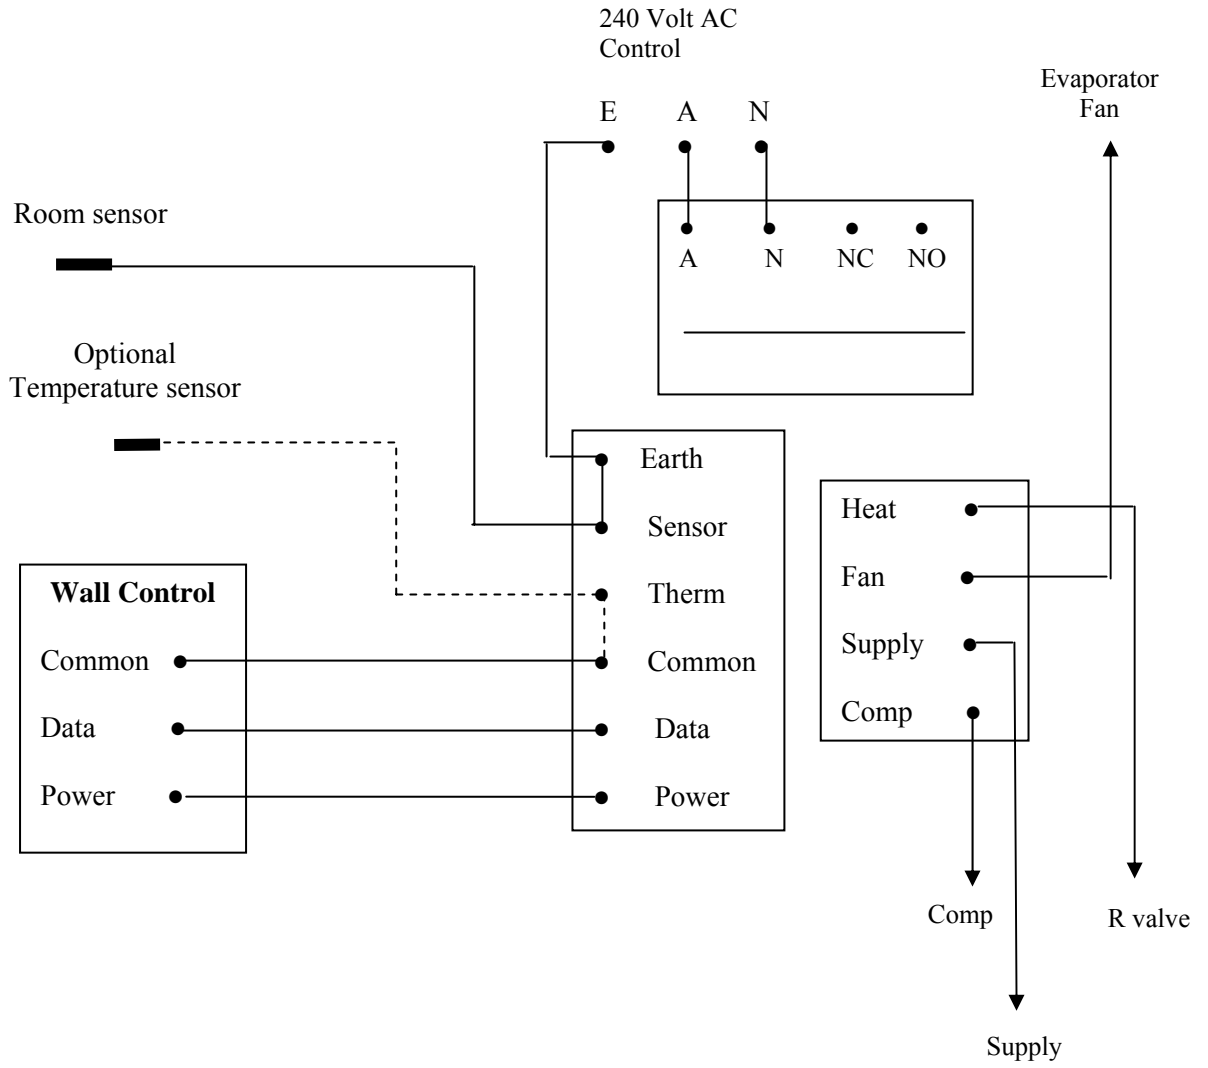 240 Volt AC
Control
Evaporator
Fan
E A N
Room sensor
A N NC NO
Optional
Temperature sensor
Earth
Sensor
Therm
Common
Data
Power
Heat
Fan
Supply
Comp
Wall Control
Common
Data
Power
Comp
R valve
Supply